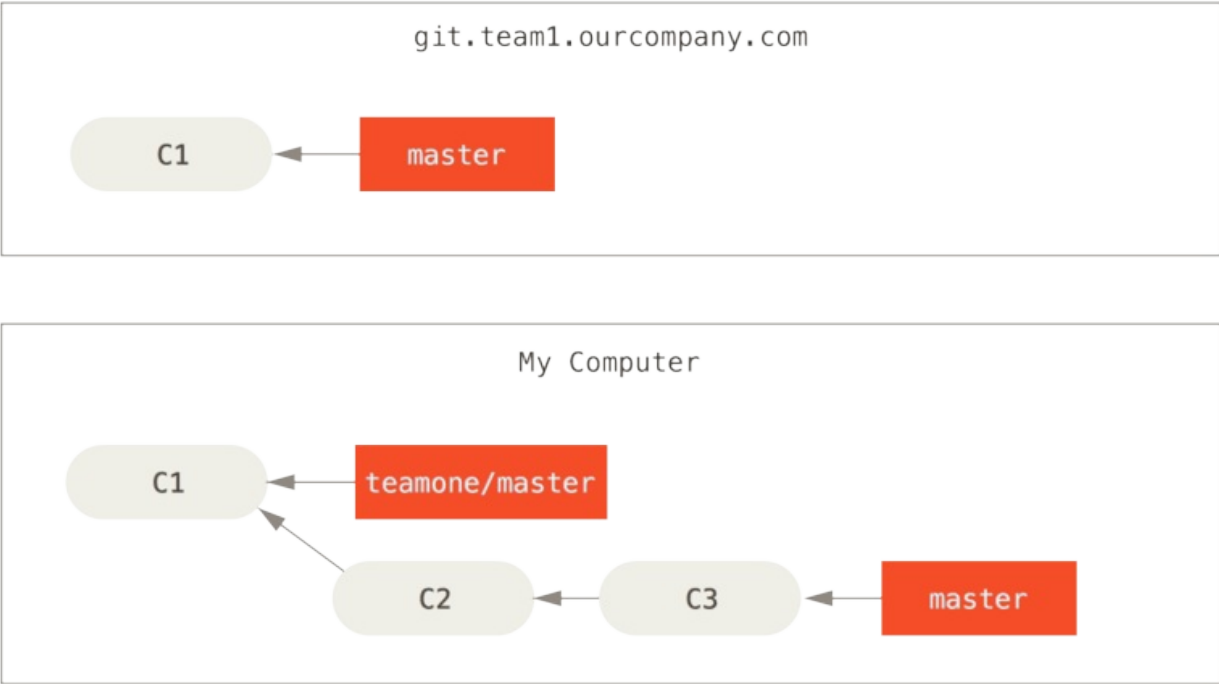 git.team1.ourcompany.com
C1
master
My Computer
C1
teamone/master
C2
C3
master